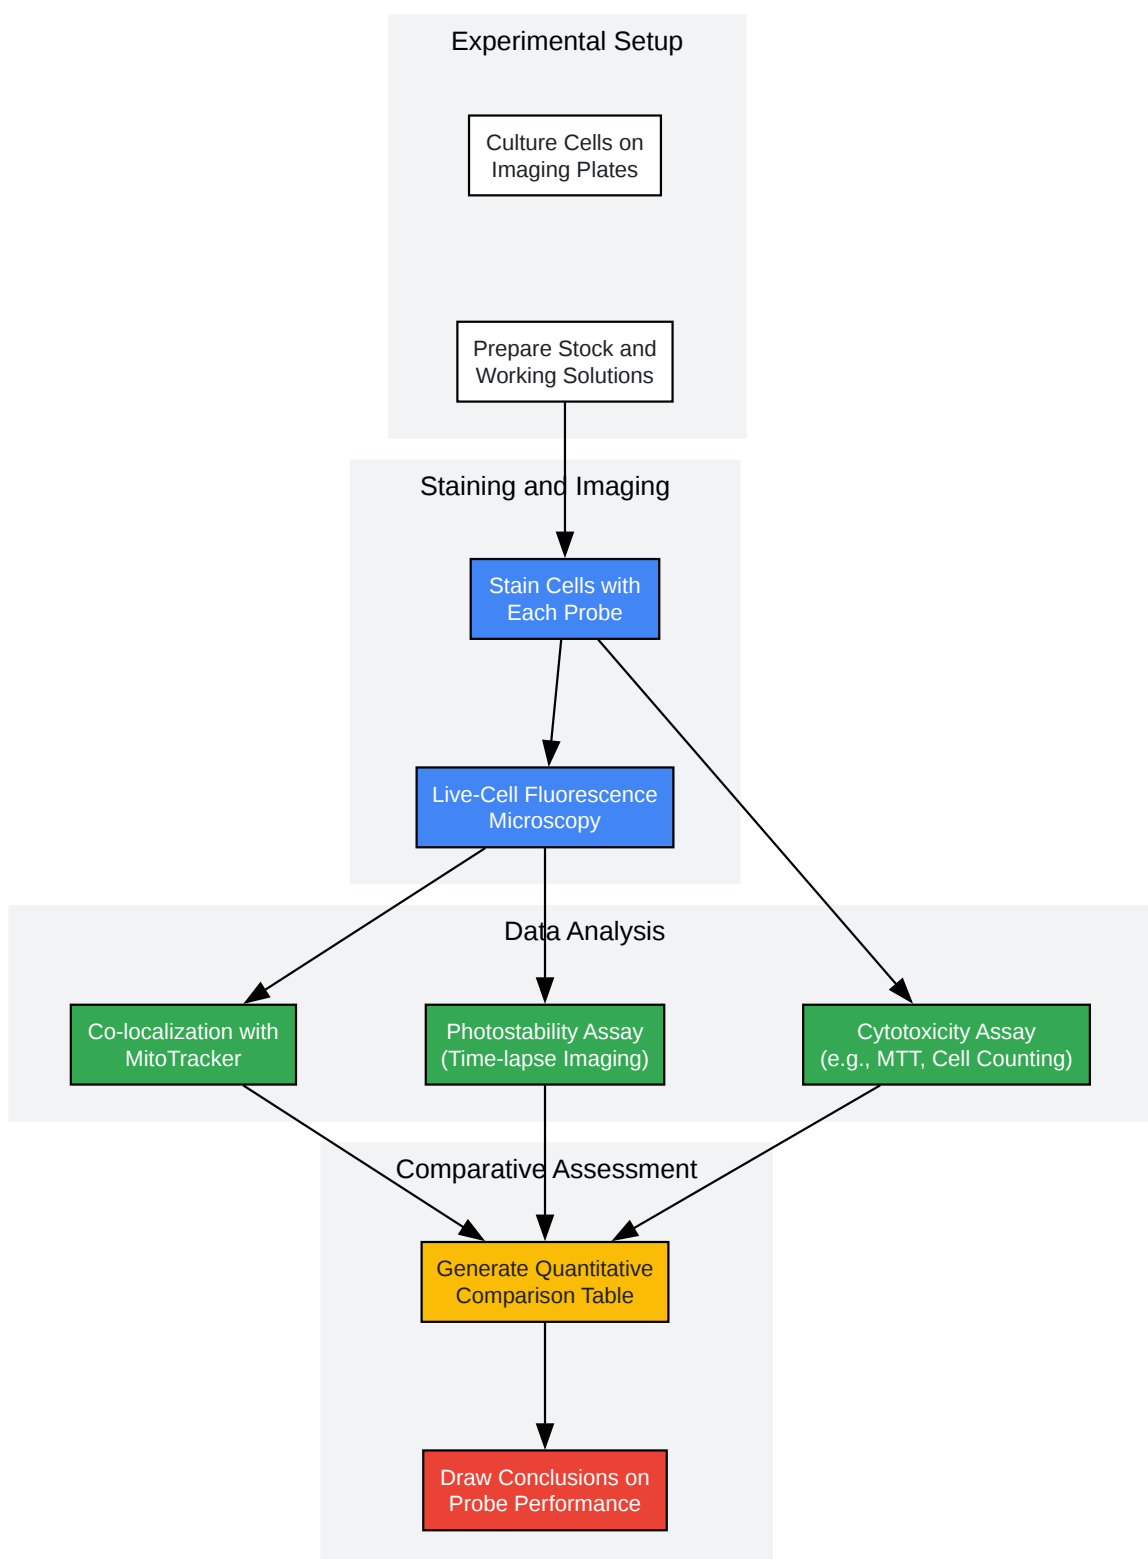 Experimental Setup
Culture Cells on
Imaging Plates
Prepare Stock and
Working Solutions
Staining and Imaging
Stain Cells with
Each Probe
Live-Cell Fluorescence
Microscopy
Data Analysis
Co-localization with
MitoTracker
Photostability Assay
(Time-lapse Imaging)
Cytotoxicity Assay
(e.g., MTT, Cell Counting)
Comparative Assessment
Generate Quantitative
Comparison Table
Draw Conclusions on
Probe Performance